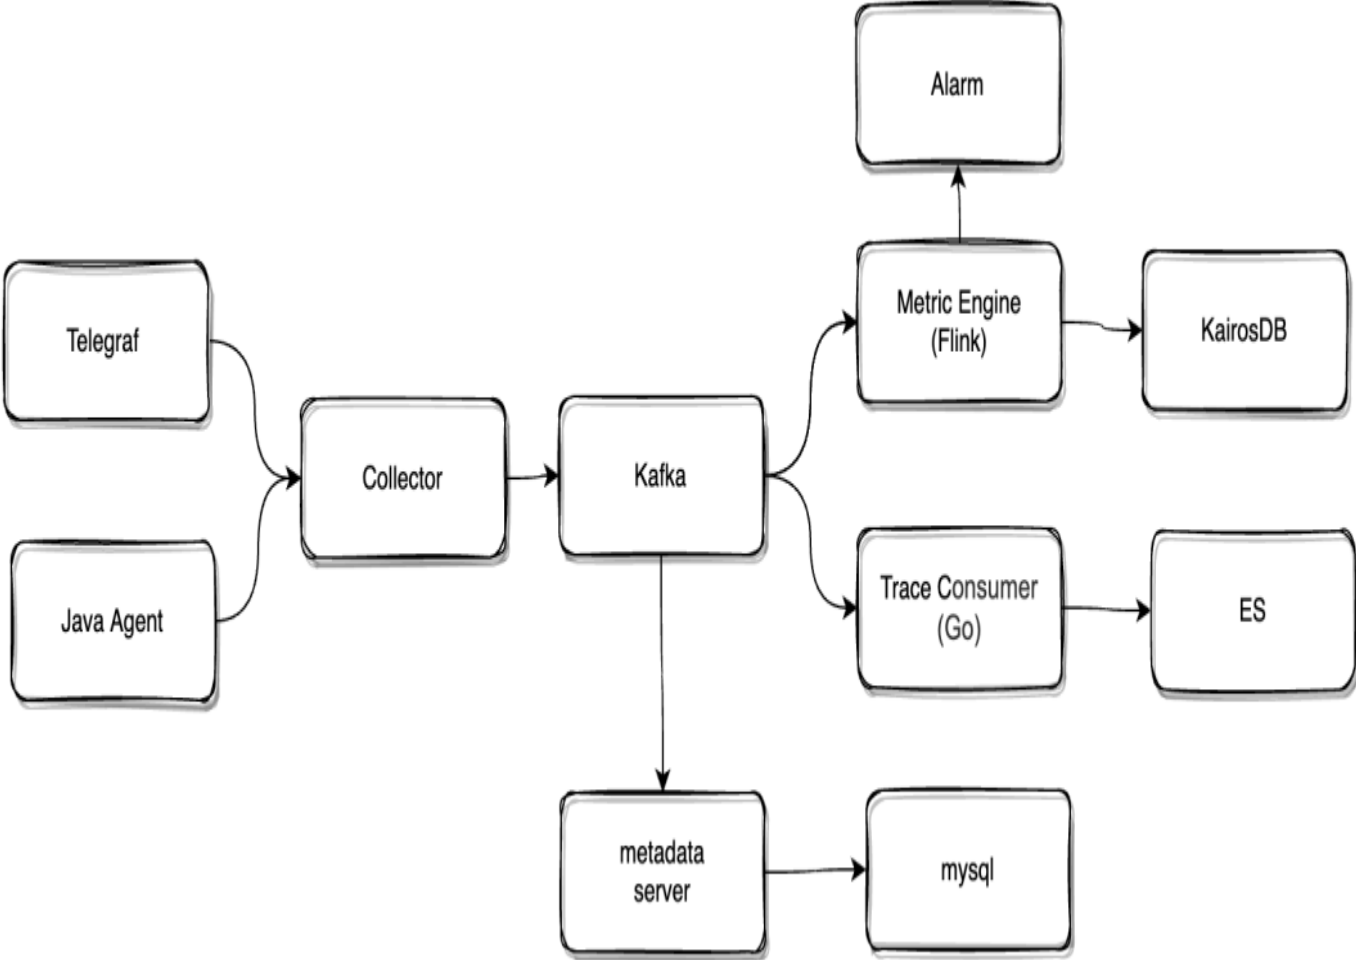 Alarm
Telegraf
Metric Engine
(Flink)
KairosDB
Collector
Kafka
Java Agent
Trace Consumer
(Go)
ES
metadata
server
mysql